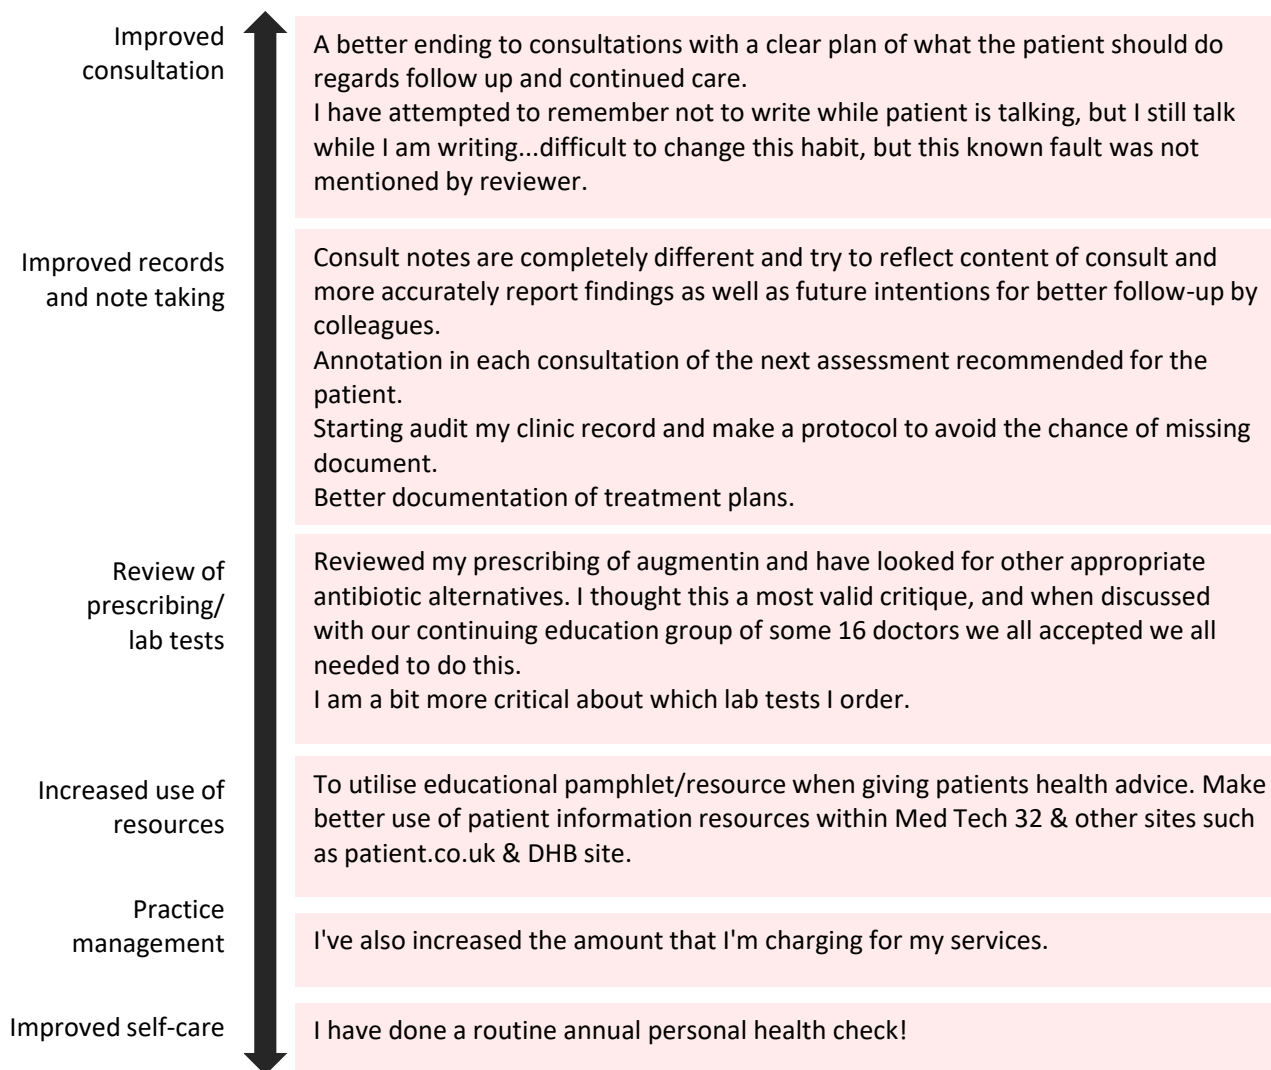 Improved
consultation
A better ending to consultations with a clear plan of what the patient should do
regards follow up and continued care.
I have attempted to remember not to write while patient is talking, but I still talk
while I am writing...difficult to change this habit, but this known fault was not
mentioned by reviewer.
Improved records
and note taking
Consult notes are completely different and try to reflect content of consult and
more accurately report findings as well as future intentions for better follow-up by
colleagues.
Annotation in each consultation of the next assessment recommended for the
patient.
Starting audit my clinic record and make a protocol to avoid the chance of missing
document.
Better documentation of treatment plans.
Review of
prescribing/
lab tests
Reviewed my prescribing of augmentin and have looked for other appropriate
antibiotic alternatives. I thought this a most valid critique, and when discussed
with our continuing education group of some 16 doctors we all accepted we all
needed to do this.
I am a bit more critical about which lab tests I order.
Increased use of
resources
To utilise educational pamphlet/resource when giving patients health advice. Make
better use of patient information resources within Med Tech 32 & other sites such
as patient.co.uk & DHB site.
Practice
management
I've also increased the amount that I'm charging for my services.
Improved self-care
I have done a routine annual personal health check!